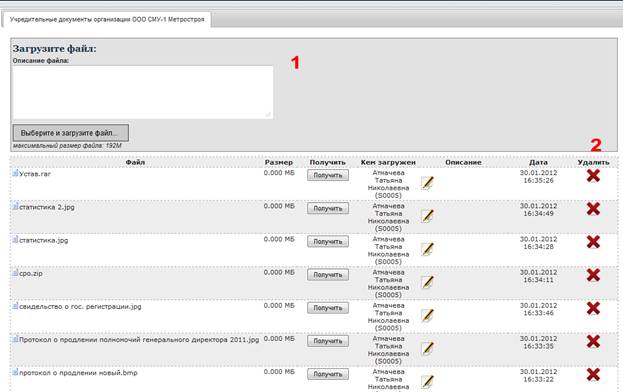 Учредительные документы организации ООО СМУ-1 Метрострой
Загрузите файл:
Описание файла:
1
Выберите и загрузите файл...
максимальный размер файла: 192M
2
Файл Размер Получить Кем загружен Описание Дата Удалить
Устав.rar 0.000 МБ Получить Атмачева Татьяна Николаевна (S0005) 30.01.2012 16:35:26
статистика 2.jpg 0.000 МБ Получить Атмачева Татьяна Николаевна (S0005) 30.01.2012 16:34:49
статистика.jpg 0.000 МБ Получить Атмачева Татьяна Николаевна (S0005) 30.01.2012 16:34:28
сро.zip 0.000 МБ Получить Атмачева Татьяна Николаевна (S0005) 30.01.2012 16:34:11
свидельство о гос. регистрации.jpg 0.000 МБ Получить Атмачева Татьяна Николаевна (S0005) 30.01.2012 16:33:46
Протокол о продлении полномочий генерального директора 2011.jpg 0.000 МБ Получить Атмачева Татьяна Николаевна (S0005) 30.01.2012 16:33:35
протокол о продлении новый.bmp 0.000 МБ Получить Атмачева Татьяна Николаевна (S0005) 30.01.2012 16:33:22